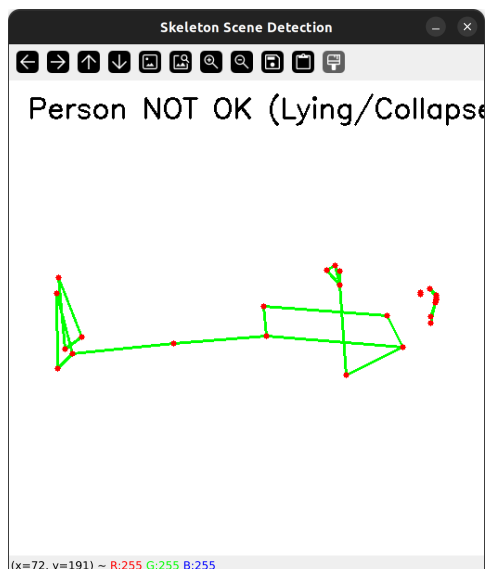 Skeleton Scene Detection
Person NOT OK (Lying/Collapse
(x=72, y=191) ~ R:255 G:255 B:255